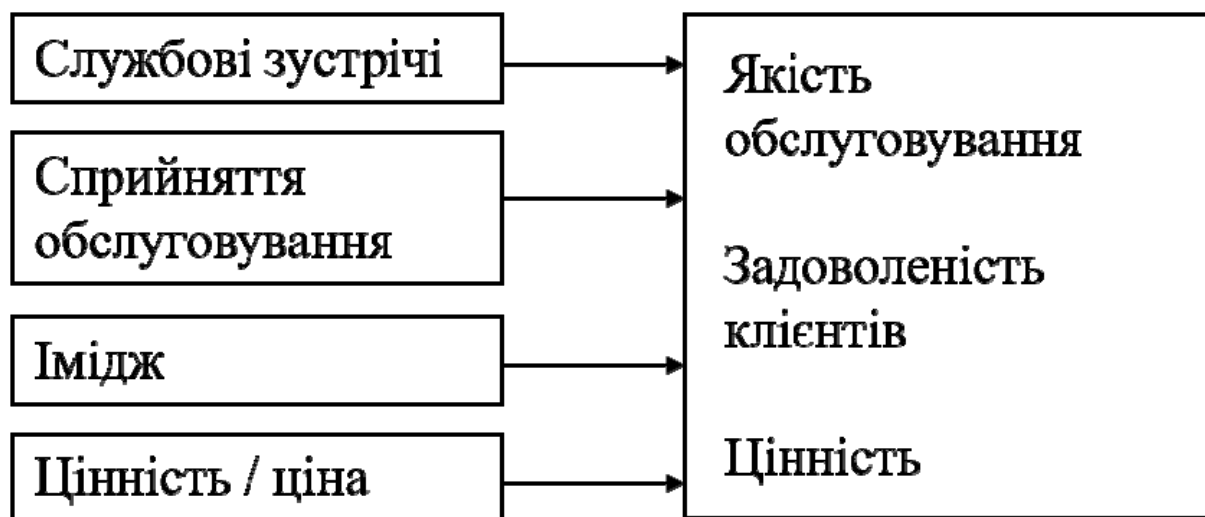 Службові зустрічі
Сприйняття
обслуговування
Імідж
Цінність / ціна
Якість
обслуговування
Задоволеність
клієнтів
Цінність